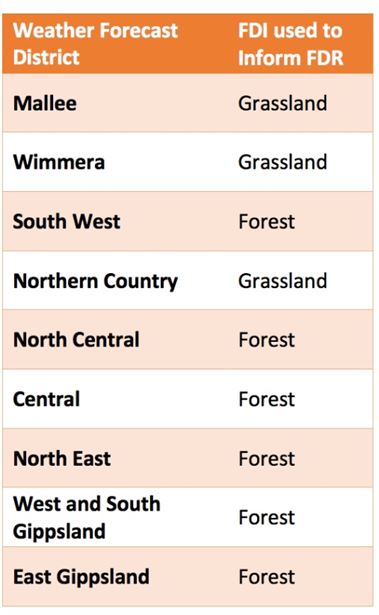 Weather Forecast District FDI used to Inform FDR
Mallee Grassland
Wimmera Grassland
South West Forest
Northern Country Grassland
North Central Forest
Central Forest
North East Forest
West and South Gippsland Forest
East Gippsland Forest